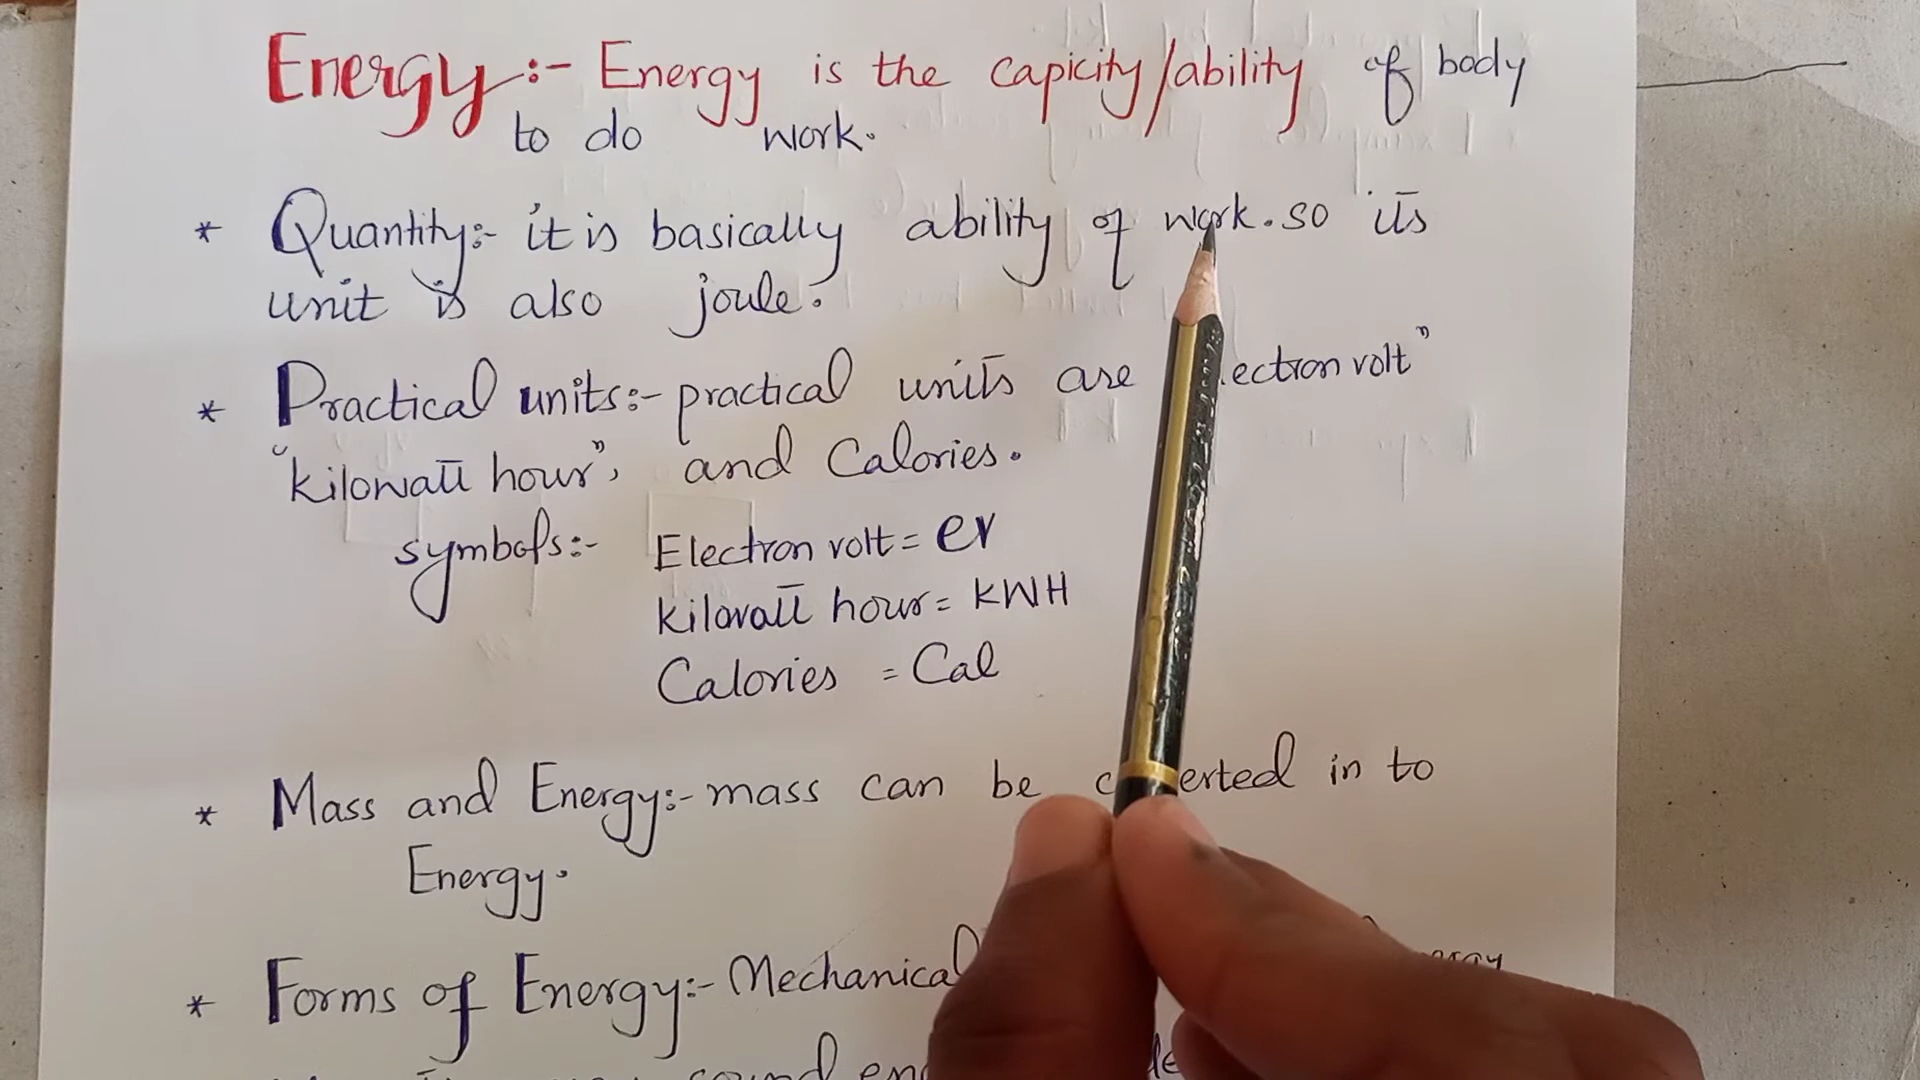 Energy:- Energy is the capicity/ability of body
to do work.
* Quantity:- it is basically ability of work. so its
unit is also joule.
* Practical units:- practical units are ectron volt"
"kilowatt hour", and Calories.
symbols:- Electron volt = ev
kilovatt hour = KWH
Calories = Cal
* Mass and Energy:- mass can be c erted in to
Energy.
* Forms of Energy:- Mechanical
sound en